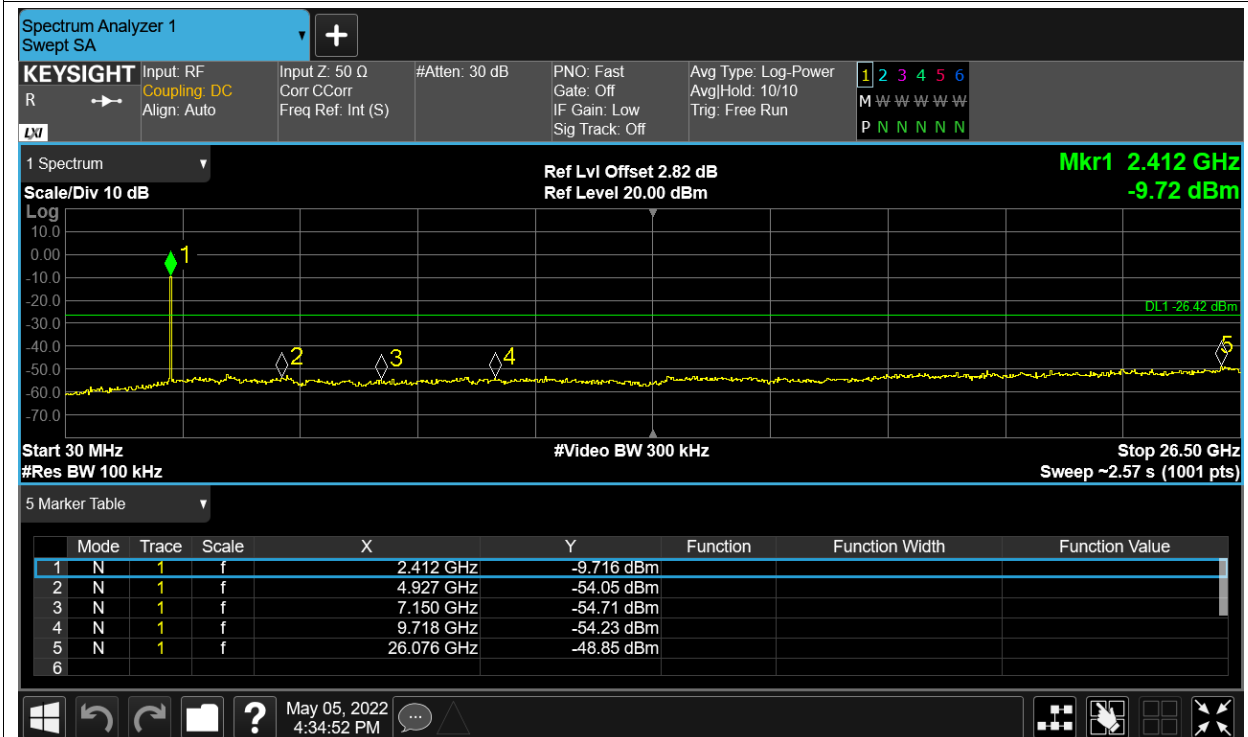 Spectrum Analyzer 1
Swept SA
+
KEYSIGHT Input: RF Input Z: 50 Ω #Atten: 30 dB PNO: Fast Avg Type: Log-Power 1 2 3 4 5 6
R Coupling: DC Corr CCorr Gate: Off Avg|Hold: 10/10 M W W W W W
Align: Auto Freq Ref: Int (S) IF Gain: Low Trig: Free Run
LXI Sig Track: Off P N N N N N
1 Spectrum Ref Lvl Offset 2.82 dB Mkr1 2.412 GHz
Scale/Div 10 dB Ref Level 20.00 dBm -9.72 dBm
Log
10.0
0.00 1
-10.0
-20.0 DL1 -26.42 dBm
-30.0
-40.0 2 3 4 5
-50.0
-60.0
-70.0
Start 30 MHz #Video BW 300 kHz Stop 26.50 GHz
#Res BW 100 kHz Sweep ~2.57 s (1001 pts)
5 Marker Table
Mode Trace Scale X Y Function Function Width Function Value
1 N 1 f 2.412 GHz -9.716 dBm
2 N 1 f 4.927 GHz -54.05 dBm
3 N 1 f 7.150 GHz -54.71 dBm
4 N 1 f 9.718 GHz -54.23 dBm
5 N 1 f 26.076 GHz -48.85 dBm
6
? May 05, 2022
4:34:52 PM